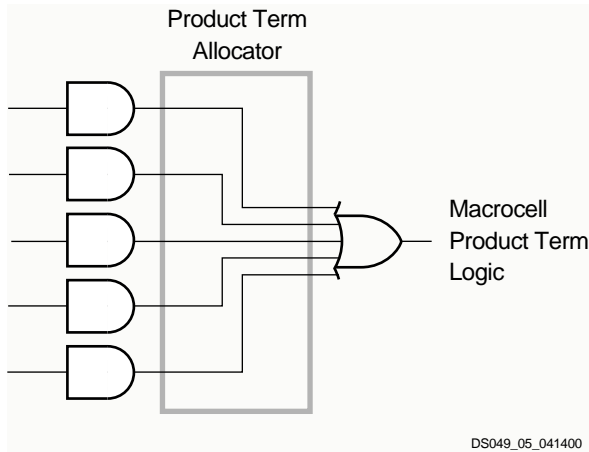 Product Term
Allocator
Macrocell
Product Term
Logic
DS049_05_041400